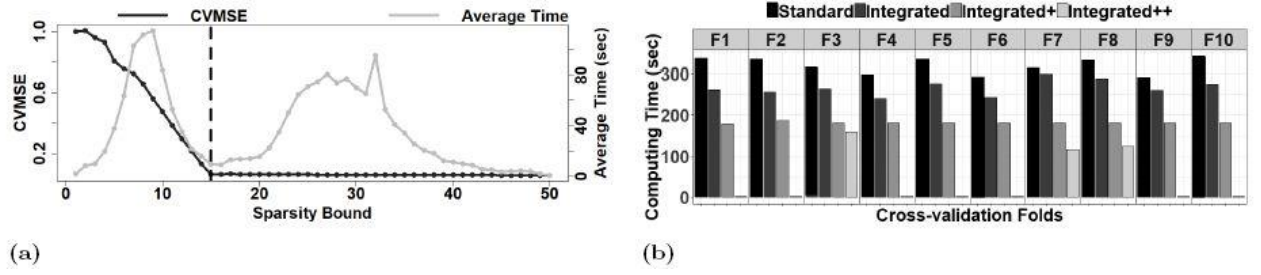 CVMSE Average Time
1.0
0.6
0.2
CVMSE
80
40
0
Average Time (sec)
0 10 20 30 40 50
Sparsity Bound
(a)
Standard Integrated Integrated+ Integrated++
F1 F2 F3 F4 F5 F6 F7 F8 F9 F10
300
200
100
0
Computing Time (sec)
Cross-validation Folds
(b)